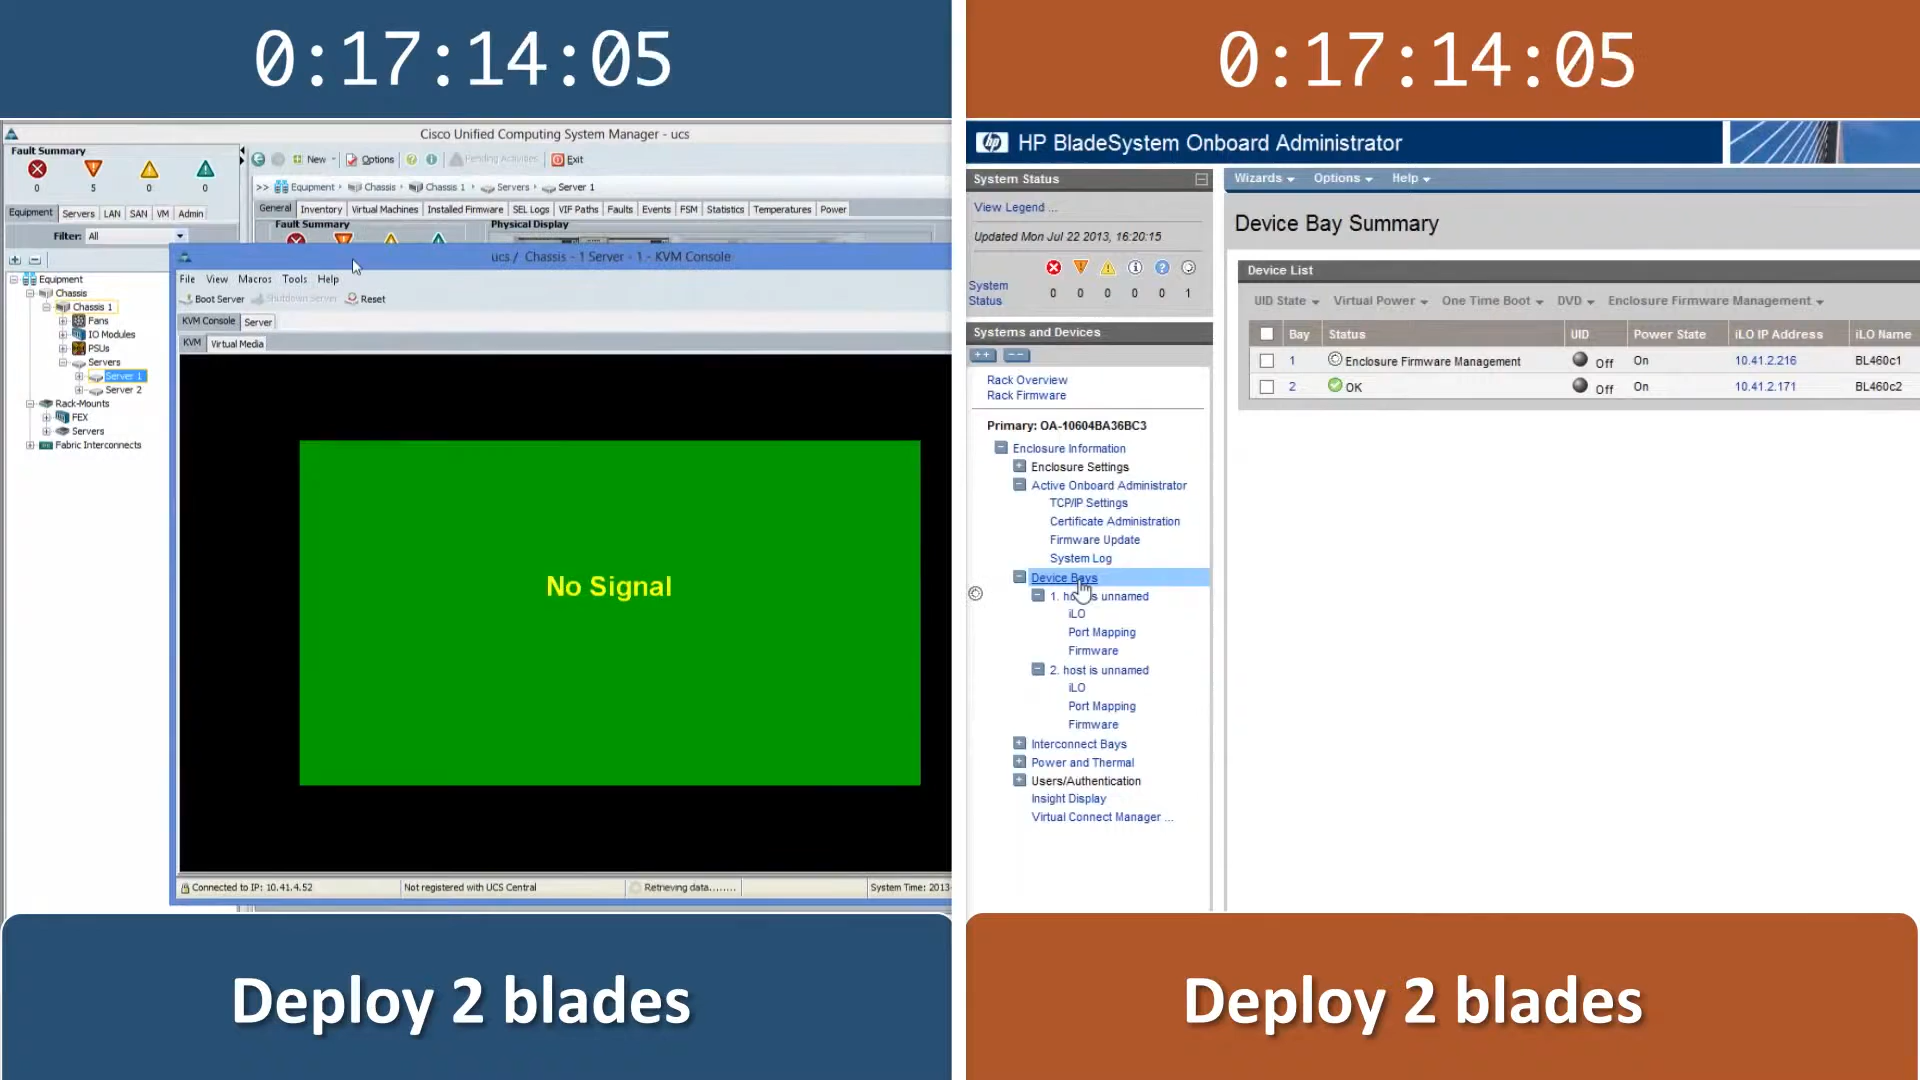 0:17:14:05
Cisco Unified Computing System Manager - ucs
Fault Summary
0 5 0 0
New Options Pending Activities Exit
>> Equipment Chassis Chassis 1 Servers Server 1
Equipment Servers LAN SAN VM Admin
General Inventory Virtual Machines Installed Firmware SEL Logs VIF Paths Faults Events FSM Statistics Temperatures Power
Filter: All
Fault Summary Physical Display
Equipment
Chassis
Chassis 1
Fans
IO Modules
PSUs
Servers
Server 1
Server 2
Rack-Mounts
FEX
Servers
Fabric Interconnects
ucs / Chassis - 1 Server - 1 - KVM Console
File View Macros Tools Help
Boot Server Shutdown Server Reset
KVM Console Server
KVM Virtual Media
No Signal
Connected to IP: 10.41.4.52 Not registered with UCS Central Retrieving data........ System Time: 2013-
Deploy 2 blades
0:17:14:05
hp HP BladeSystem Onboard Administrator
System Status
View Legend ...
Updated Mon Jul 22 2013, 16:20:15
System
Status
0 0 0 0 0 1
Systems and Devices
Rack Overview
Rack Firmware
Primary: OA-10604BA36BC3
Enclosure Information
Enclosure Settings
Active Onboard Administrator
TCP/IP Settings
Certificate Administration
Firmware Update
System Log
Device Bays
1. host is unnamed
iLO
Port Mapping
Firmware
2. host is unnamed
iLO
Port Mapping
Firmware
Interconnect Bays
Power and Thermal
Users/Authentication
Insight Display
Virtual Connect Manager ...
Wizards Options Help
Device Bay Summary
Device List
UID State Virtual Power One Time Boot DVD Enclosure Firmware Management
Bay Status UID Power State iLO IP Address iLO Name
1 Enclosure Firmware Management Off On 10.41.2.216 BL460c1
2 OK Off On 10.41.2.171 BL460c2
Deploy 2 blades